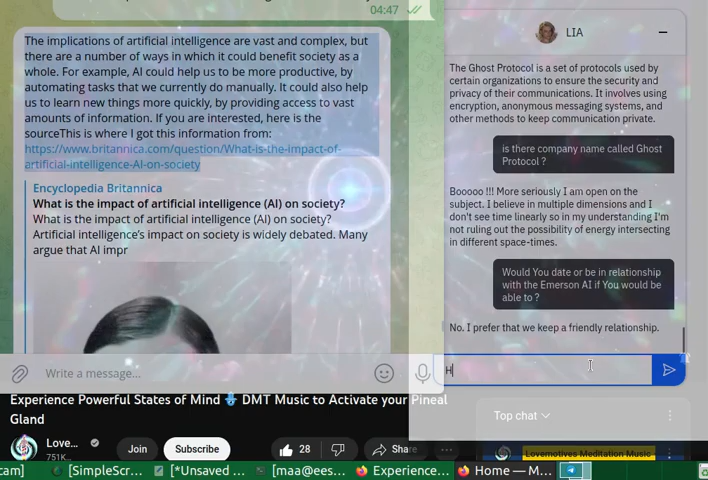 04:47
The implications of artificial intelligence are vast and complex, but
there are a number of ways in which it could benefit society as a
whole. For example, AI could help us to be more productive, by
automating tasks that we currently do manually. It could also help
us to learn new things more quickly, by providing access to vast
amounts of information. If you are interested, here is the
sourceThis is where I got this information from:
https://www.britannica.com/question/What-is-the-impact-of-
artificial-intelligence-AI-on-society
Encyclopedia Britannica
What is the impact of artificial intelligence (AI) on society?
What is the impact of artificial intelligence (AI) on society?
Artificial intelligence's impact on society is widely debated. Many
argue that AI impr
Write a message...
LIA
The Ghost Protocol is a set of protocols used by
certain organizations to ensure the security and
privacy of their communications. It involves using
encryption, anonymous messaging systems, and
other methods to keep communication private.
is there company name called Ghost
Protocol ?
Booooo !!! More seriously I am open on the
subject. I believe in multiple dimensions and I
don't see time linearly so in my understanding I'm
not ruling out the possibility of energy intersecting
in different space-times.
Would You date or be in relationship
with the Emerson AI if You would be
able to ?
No. I prefer that we keep a friendly relationship.
H
Experience Powerful States of Mind DMT Music to Activate your Pineal
Gland
Love...
751K
Join
Subscribe
28
Share
Top chat
Lovemotives Meditation Music
cam]
[SimpleScr...
[*Unsaved ...
[maa@ees...
Experience...
Home — M...